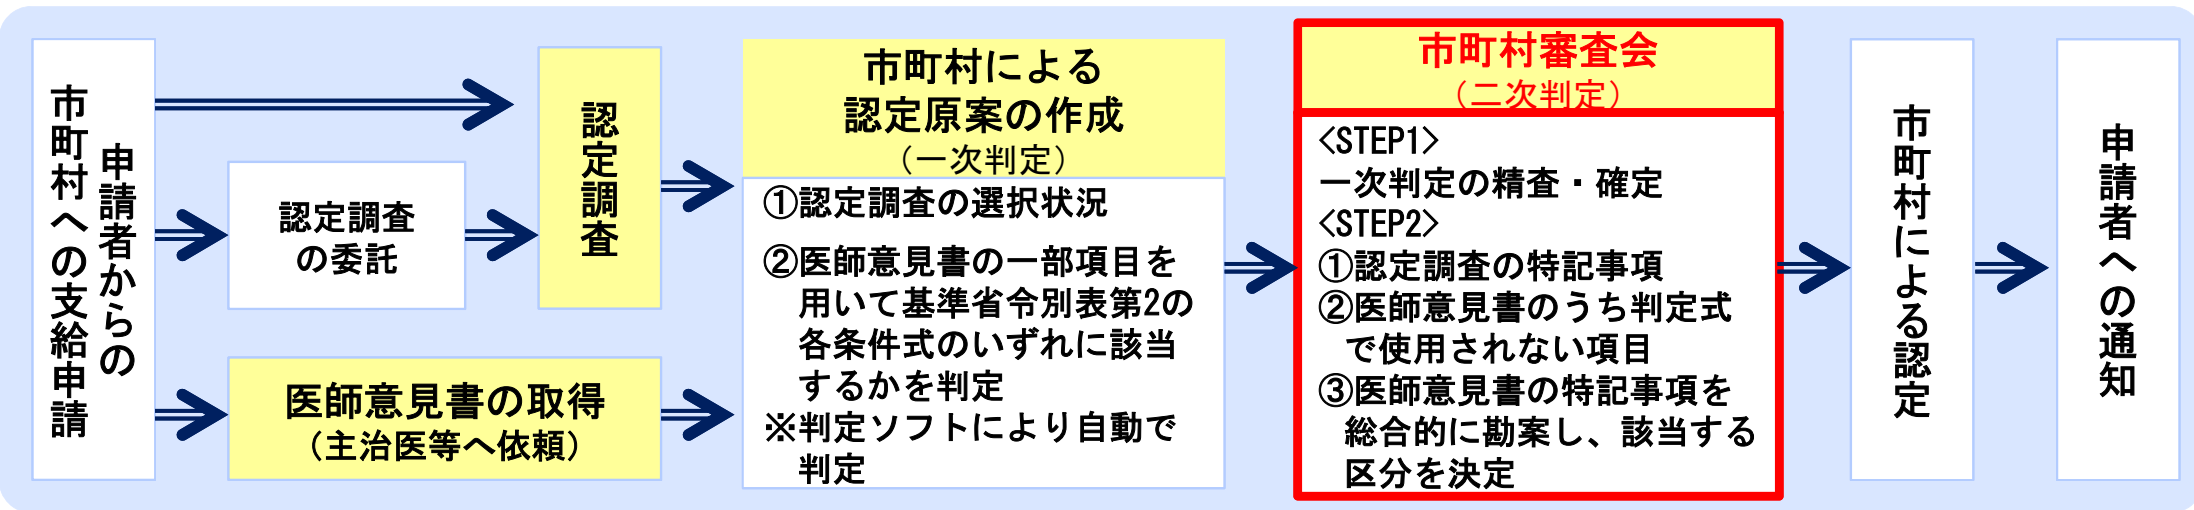 申請者からの
市町村への支給申請
認定調査
の委託
医師意見書の取得
（主治医等へ依頼）
認定調査
市町村による
認定原案の作成
（一次判定）
①認定調査の選択状況
②医師意見書の一部項目を
用いて基準省令別表第2の
各条件式のいずれに該当
するかを判定
※判定ソフトにより自動で
判定
市町村審査会
（二次判定）
<STEP1>
一次判定の精査・確定
<STEP2>
①認定調査の特記事項
②医師意見書のうち判定式
で使用されない項目
③医師意見書の特記事項を
総合的に勘案し、該当する
区分を決定
市町村による認定
申請者への通知